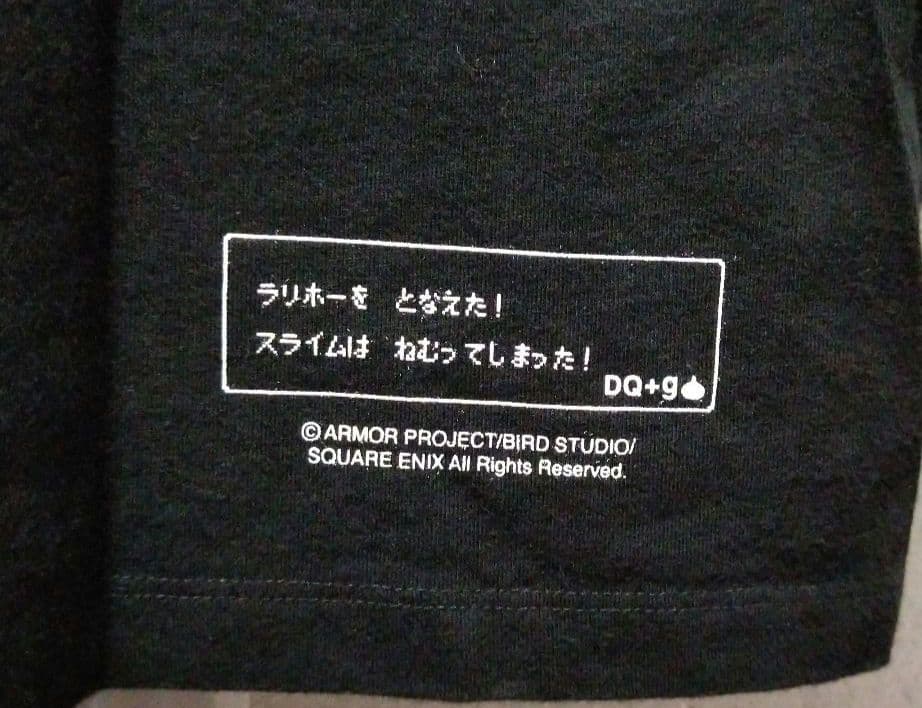 ラリホーを　となえた！
スライムは　ねむってしまった！
DQ+g
©ARMOR PROJECT/BIRD STUDIO/
SQUARE ENIX All Rights Reserved.